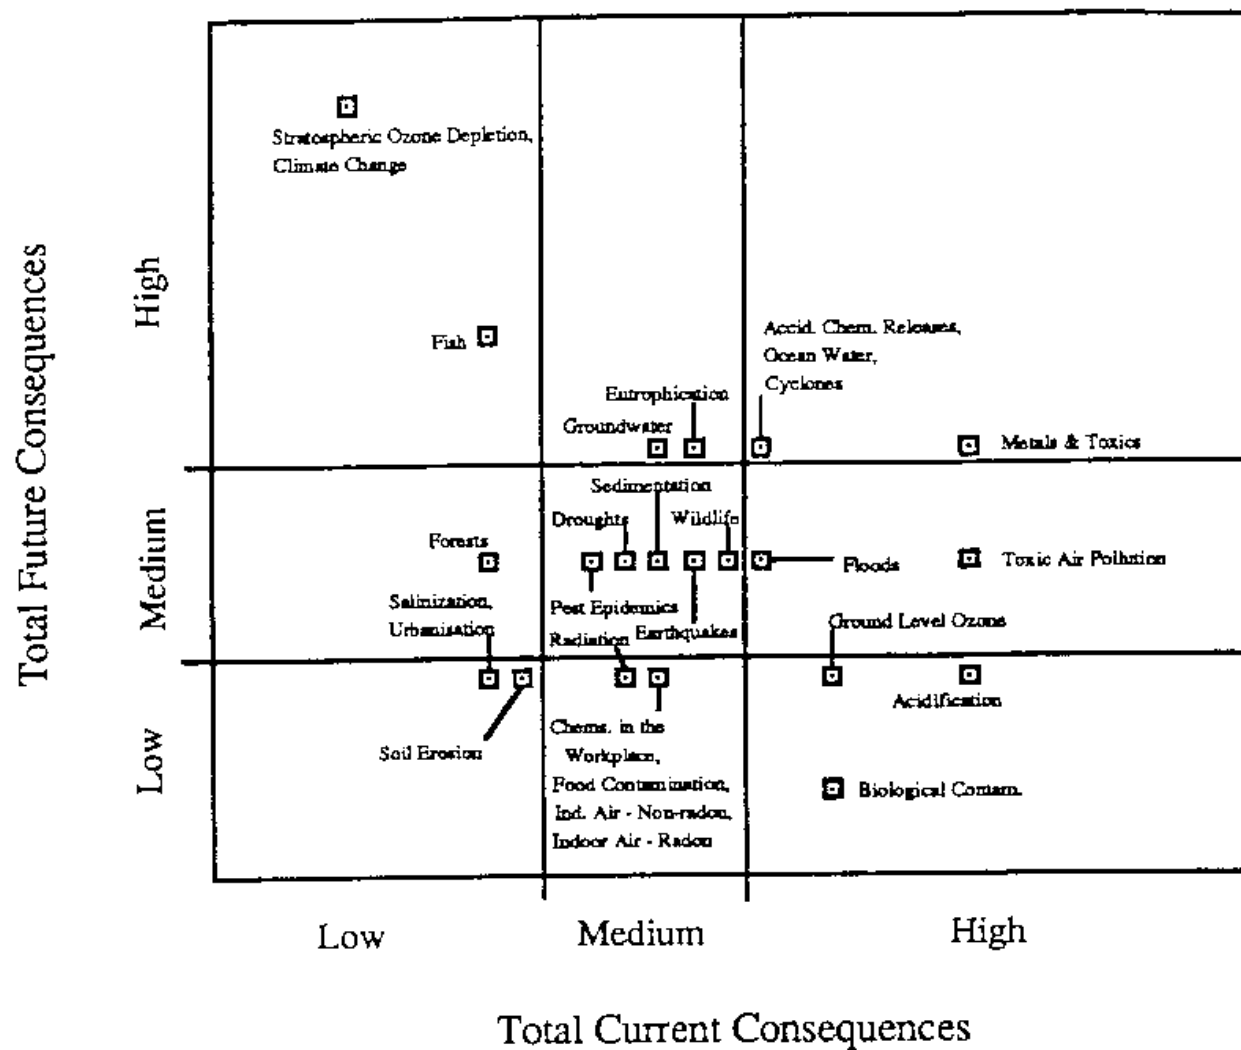 Stratospheric Ozone Depletion,
Climate Change
Fish
Accid. Chem. Releases,
Ocean Water,
Cyclones
Eutrophication
Groundwater
Metals & Toxics
Sedimentation
Droughts
Wildlife
Forests
Floods
Toxic Air Pollution
Salinization,
Urbanisation
Pest Epidemics
Radiation
Earthquakes
Ground Level Ozone
Acidification
Soil Erosion
Chems. in the
Workplace,
Food Contamination,
Ind. Air - Non-radon,
Indoor Air - Radon
Biological Contam.
Total Future Consequences
High
Medium
Low
Low
Medium
High
Total Current Consequences